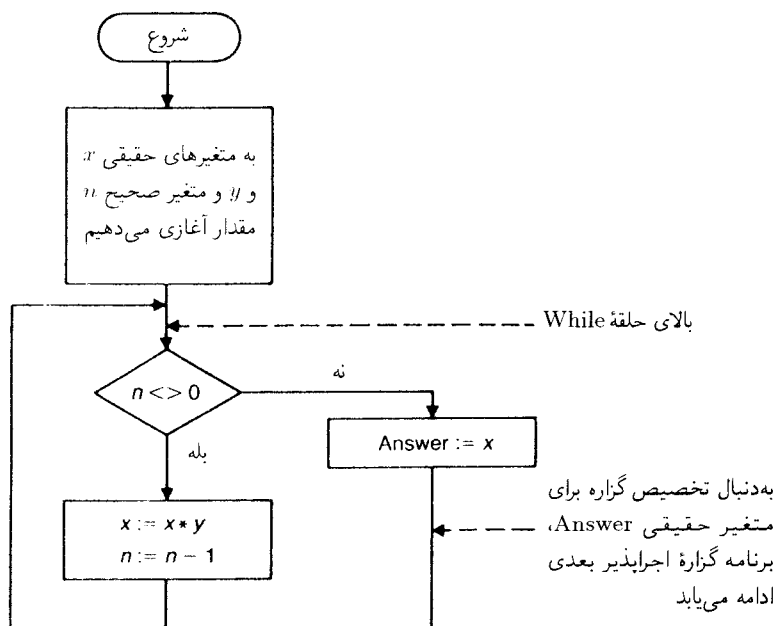 شروع
به متغیرهای حقیقی x
و y و متغیر صحیح n
مقدار آغازی می‌دهیم
بالای حلقهٔ While
n <> 0
نه
بله
Answer := x
x := x * y
n := n − 1
به‌دنبال تخصیص گزاره برای
متغیر حقیقی Answer،
برنامه گزارهٔ اجراپذیر بعدی
ادامه می‌یابد